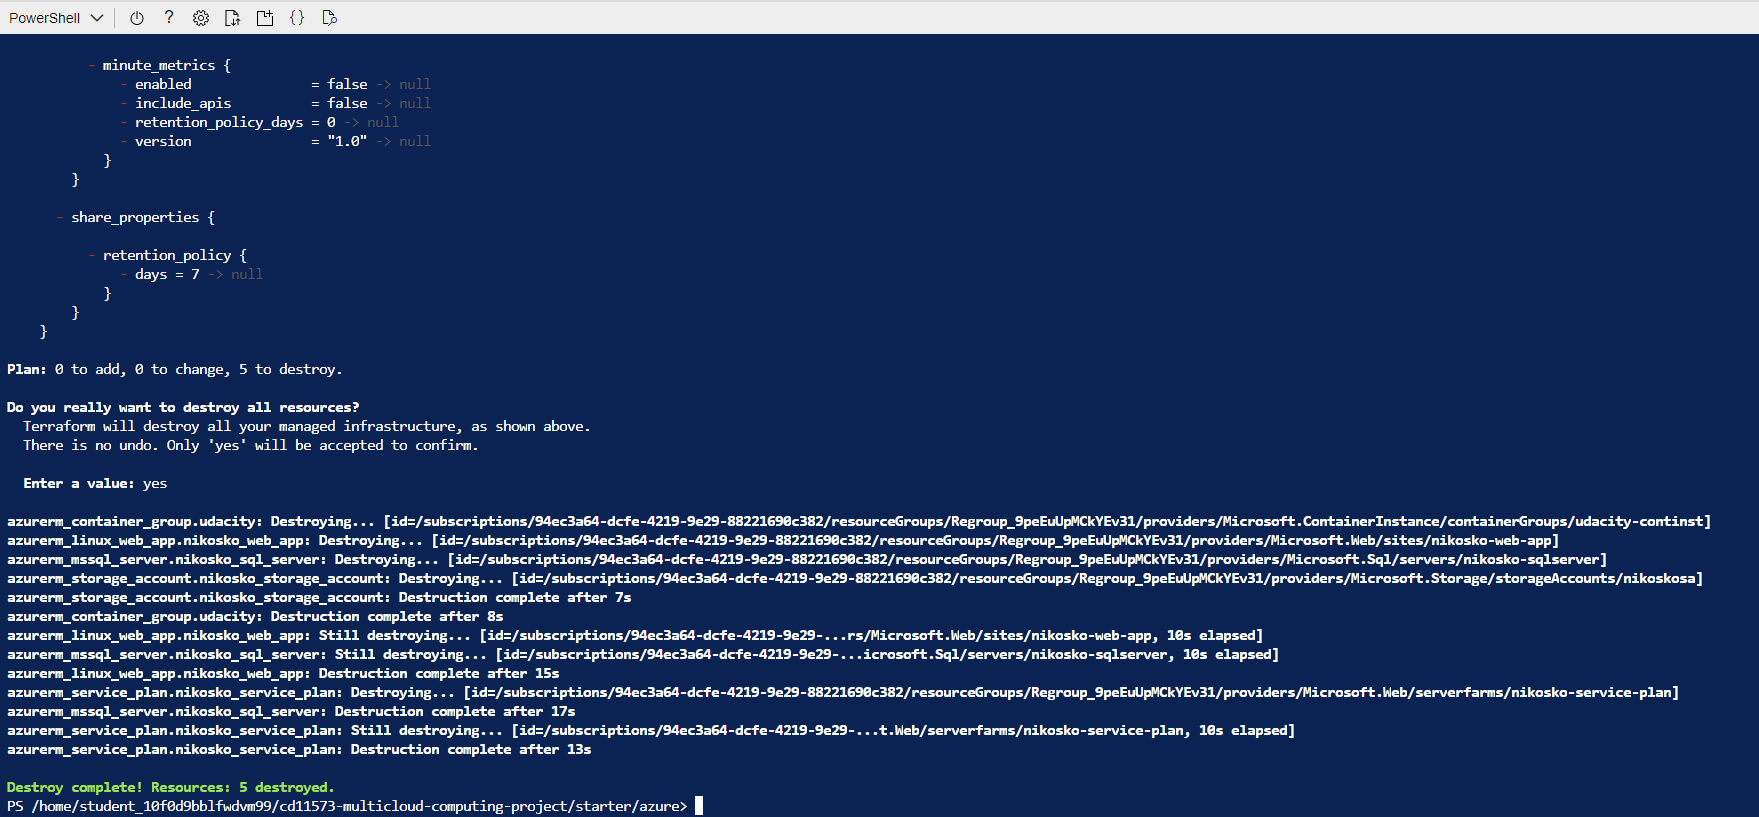 PowerShell
- minute_metrics {
- enabled = false -> null
- include_apis = false -> null
- retention_policy_days = 0 -> null
- version = "1.0" -> null
}
}
- share_properties {
- retention_policy {
- days = 7 -> null
}
}
}
Plan: 0 to add, 0 to change, 5 to destroy.
Do you really want to destroy all resources?
Terraform will destroy all your managed infrastructure, as shown above.
There is no undo. Only 'yes' will be accepted to confirm.
Enter a value: yes
azurerm_container_group.udacity: Destroying... [id=/subscriptions/94ec3a64-dcfe-4219-9e29-88221690c382/resourceGroups/Regroup_9peEuUpMCkYEv31/providers/Microsoft.ContainerInstance/containerGroups/udacity-continst]
azurerm_linux_web_app.nikosko_web_app: Destroying... [id=/subscriptions/94ec3a64-dcfe-4219-9e29-88221690c382/resourceGroups/Regroup_9peEuUpMCkYEv31/providers/Microsoft.Web/sites/nikosko-web-app]
azurerm_mssql_server.nikosko_sql_server: Destroying... [id=/subscriptions/94ec3a64-dcfe-4219-9e29-88221690c382/resourceGroups/Regroup_9peEuUpMCkYEv31/providers/Microsoft.Sql/servers/nikosko-sqlserver]
azurerm_storage_account.nikosko_storage_account: Destroying... [id=/subscriptions/94ec3a64-dcfe-4219-9e29-88221690c382/resourceGroups/Regroup_9peEuUpMCkYEv31/providers/Microsoft.Storage/storageAccounts/nikoskosa]
azurerm_storage_account.nikosko_storage_account: Destruction complete after 7s
azurerm_container_group.udacity: Destruction complete after 8s
azurerm_linux_web_app.nikosko_web_app: Still destroying... [id=/subscriptions/94ec3a64-dcfe-4219-9e29-...rs/Microsoft.Web/sites/nikosko-web-app, 10s elapsed]
azurerm_mssql_server.nikosko_sql_server: Still destroying... [id=/subscriptions/94ec3a64-dcfe-4219-9e29-...icrosoft.Sql/servers/nikosko-sqlserver, 10s elapsed]
azurerm_linux_web_app.nikosko_web_app: Destruction complete after 15s
azurerm_service_plan.nikosko_service_plan: Destroying... [id=/subscriptions/94ec3a64-dcfe-4219-9e29-88221690c382/resourceGroups/Regroup_9peEuUpMCkYEv31/providers/Microsoft.Web/serverfarms/nikosko-service-plan]
azurerm_mssql_server.nikosko_sql_server: Destruction complete after 17s
azurerm_service_plan.nikosko_service_plan: Still destroying... [id=/subscriptions/94ec3a64-dcfe-4219-9e29-...t.Web/serverfarms/nikosko-service-plan, 10s elapsed]
azurerm_service_plan.nikosko_service_plan: Destruction complete after 13s
Destroy complete! Resources: 5 destroyed.
PS /home/student_10f0d9bblfwdvm99/cd11573-multicloud-computing-project/starter/azure>